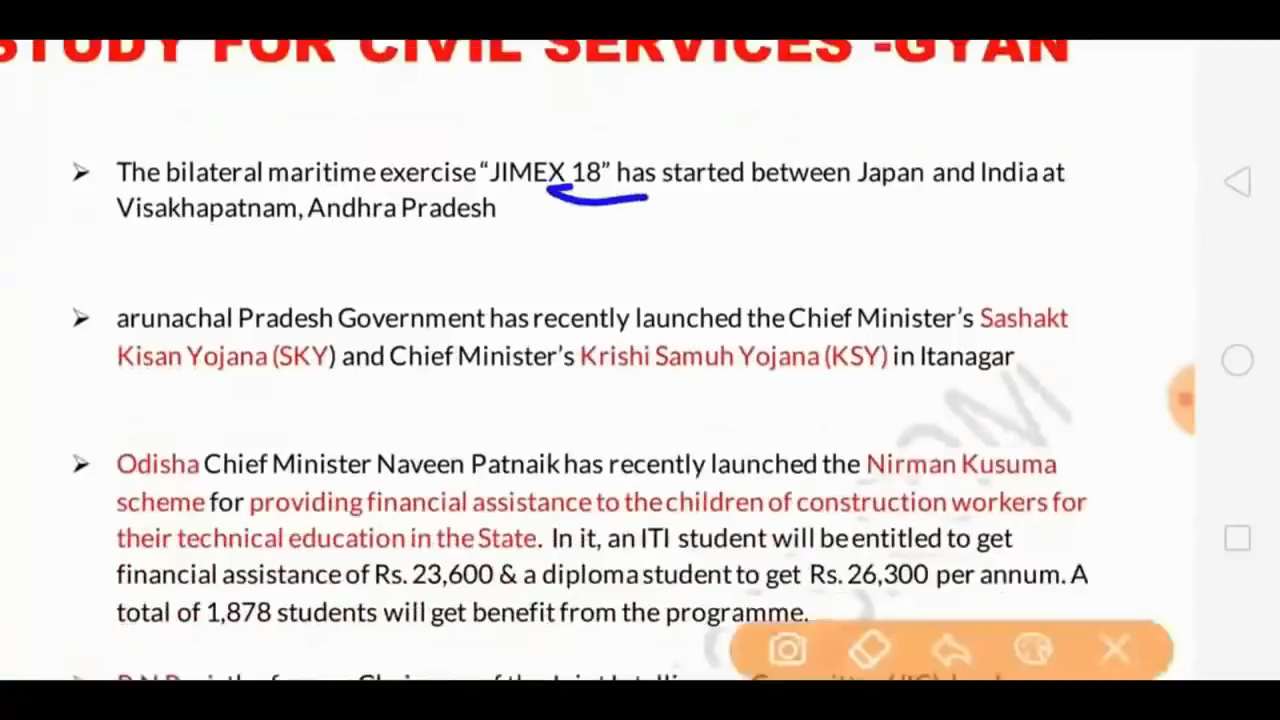 STUDY FOR CIVIL SERVICES -GYAN
The bilateral maritime exercise “JIMEX 18” has started between Japan and India at
Visakhapatnam, Andhra Pradesh
arunachal Pradesh Government has recently launched the Chief Minister’s Sashakt
Kisan Yojana (SKY) and Chief Minister’s Krishi Samuh Yojana (KSY) in Itanagar
Odisha Chief Minister Naveen Patnaik has recently launched the Nirman Kusuma
scheme for providing financial assistance to the children of construction workers for
their technical education in the State. In it, an ITI student will be entitled to get
financial assistance of Rs. 23,600 & a diploma student to get Rs. 26,300 per annum. A
total of 1,878 students will get benefit from the programme.